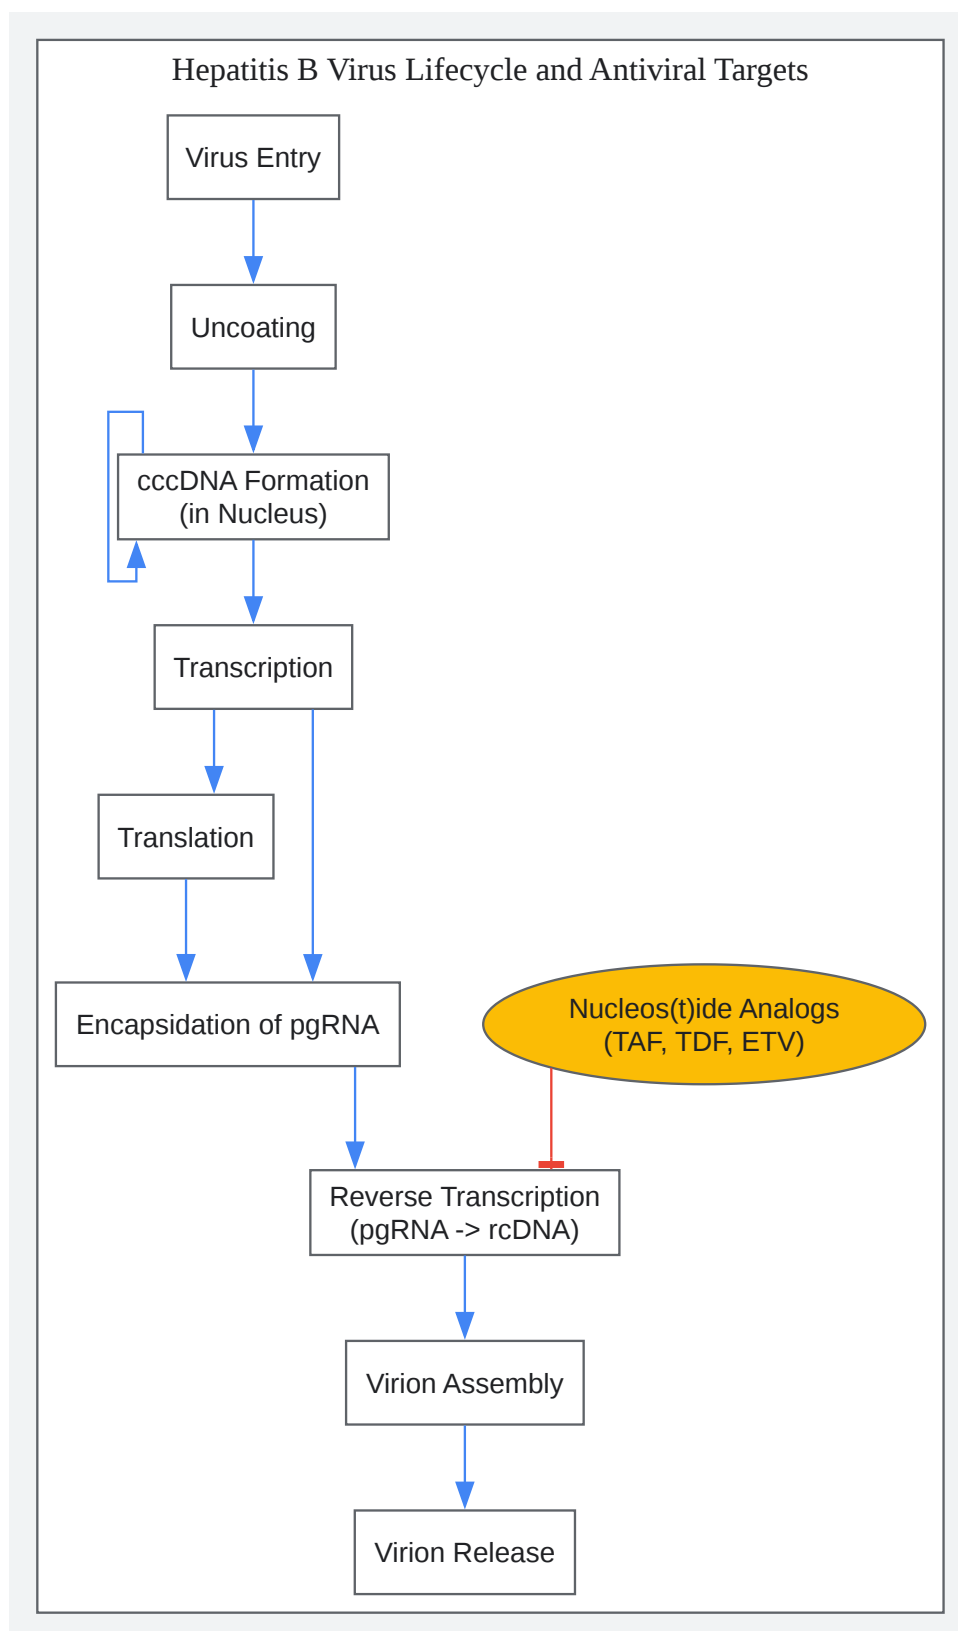 Hepatitis B Virus Lifecycle and Antiviral Targets
Virus Entry
Uncoating
cccDNA Formation
(in Nucleus)
Transcription
Translation
Encapsidation of pgRNA
Nucleos(t)ide Analogs
(TAF, TDF, ETV)
Reverse Transcription
(pgRNA -> rcDNA)
Virion Assembly
Virion Release